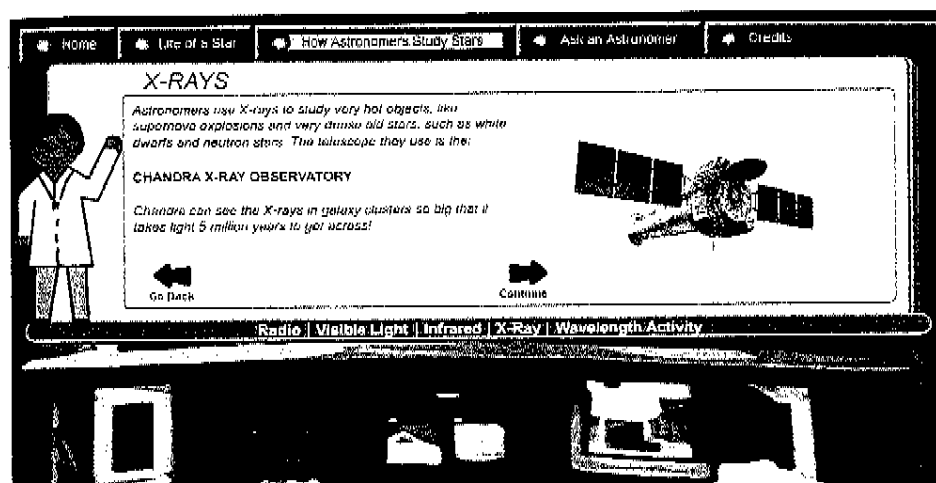 Home
Life of a Star
How Astronomers Study Stars
Ask an Astronomer
Credits
X-RAYS
Astronomers use X-rays to study very hot objects, like
supernova explosions and very dense old stars, such as white
dwarfs and neutron stars. The telescope they use is the:
CHANDRA X-RAY OBSERVATORY
Chandra can see the X-rays in galaxy clusters so big that it
takes light 5 million years to get across!
Go Back
Continue
Radio | Visible Light | Infrared | X-Ray | Wavelength Activity